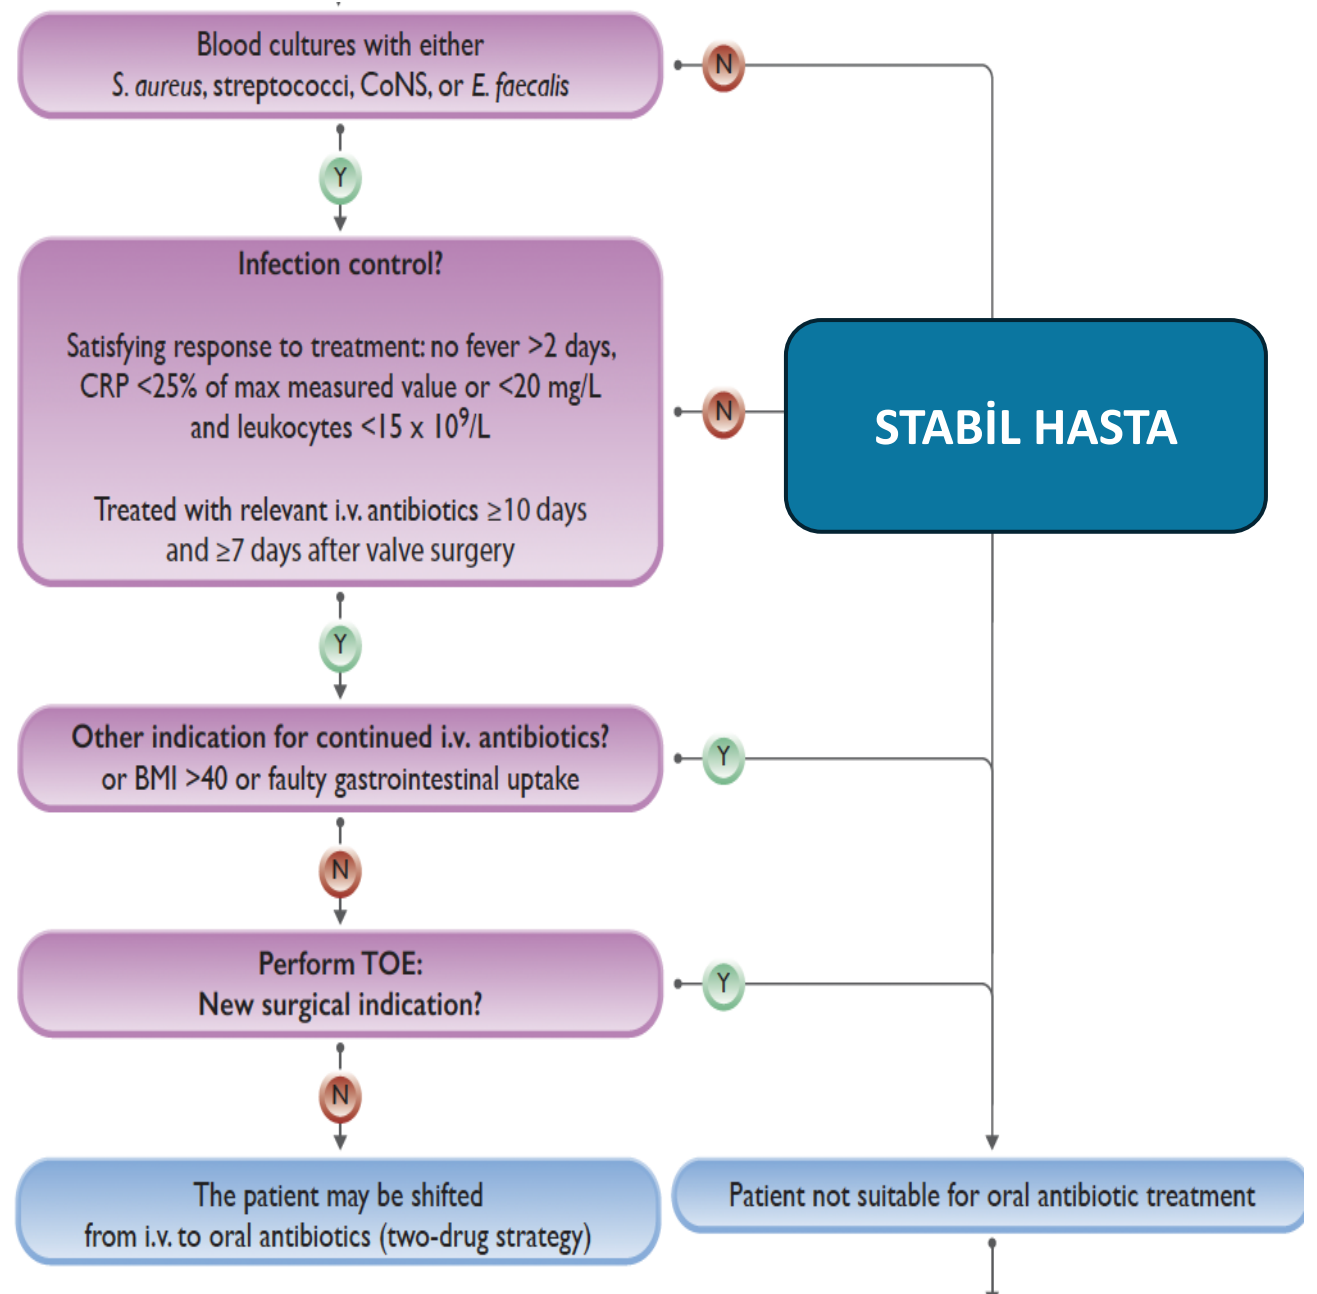 Blood cultures with either
S. aureus, streptococci, CoNS, or E. faecalis
N
Y
Infection control?
Satisfying response to treatment: no fever >2 days,
CRP <25% of max measured value or <20 mg/L
and leukocytes <15 x 10⁹/L
Treated with relevant i.v. antibiotics ≥10 days
and ≥7 days after valve surgery
N
STABİL HASTA
Y
Other indication for continued i.v. antibiotics?
or BMI >40 or faulty gastrointestinal uptake
Y
N
Perform TOE:
New surgical indication?
Y
N
The patient may be shifted
from i.v. to oral antibiotics (two-drug strategy)
Patient not suitable for oral antibiotic treatment